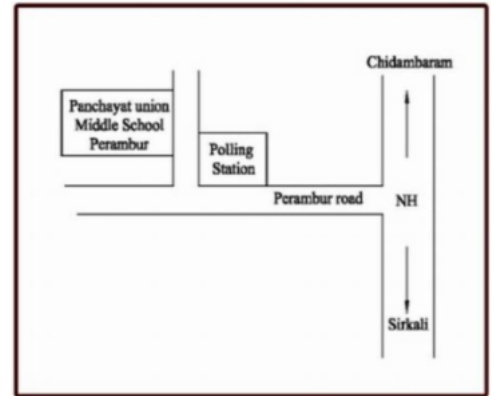 Chidambaram
Panchayat union
Middle School
Perambur
Polling
Station
Perambur road
NH
Sirkali